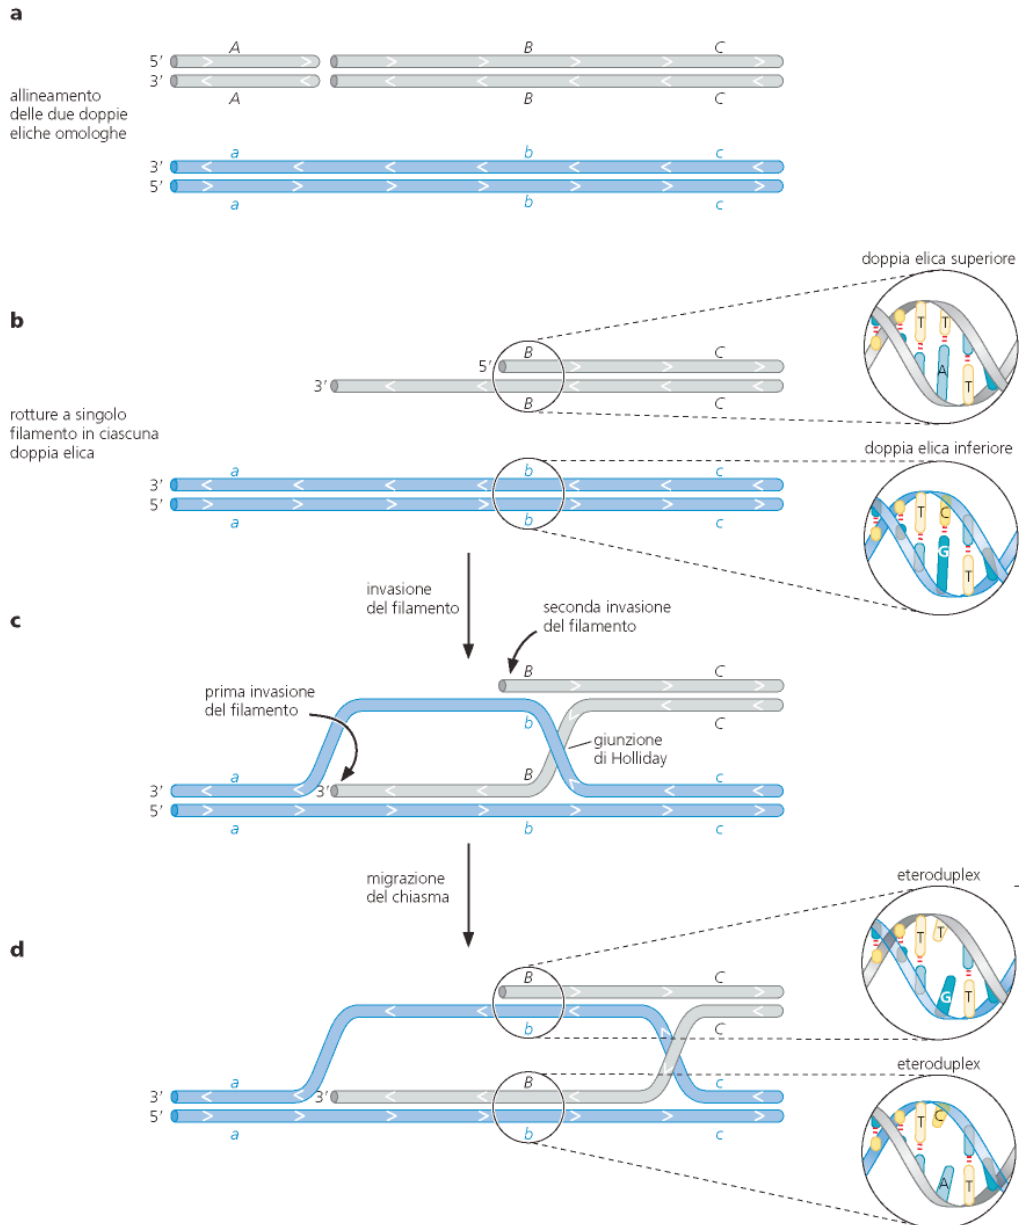 a
A B C
5′
3′
A B C
allineamento
delle due doppie
eliche omologhe
a b c
3′
5′
a b c
doppia elica superiore
T T
A
T
b
B C
5′
3′
B C
rotture a singolo
filamento in ciascuna
doppia elica
doppia elica inferiore
T C
G
T
a b c
3′
5′
a b c
invasione
del filamento
seconda invasione
del filamento
c
B C
prima invasione
del filamento
b C
giunzione
di Holliday
a B c
3′ 3′
5′
a b c
migrazione
del chiasma
eteroduplex
T T
G T
d
B C
b C
eteroduplex
T C
A T
a B c
3′ 3′
5′
a b c